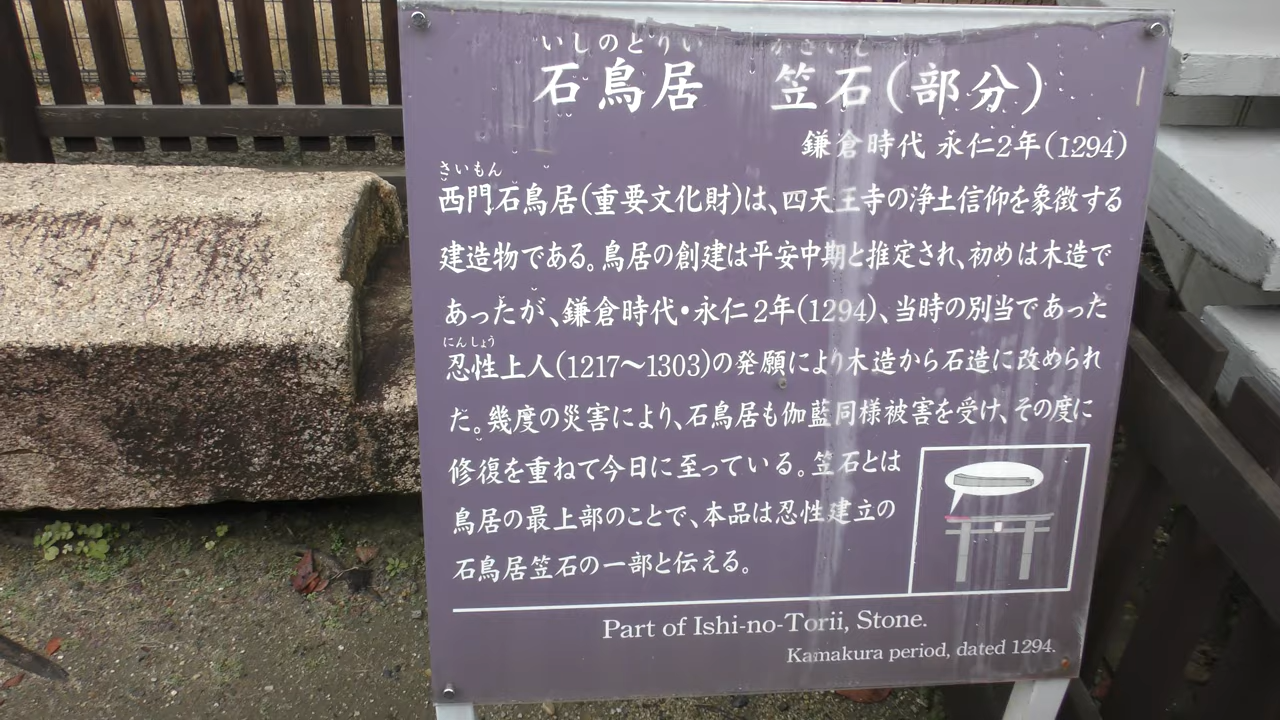 いしのとりい かさいし
石鳥居 笠石(部分)
鎌倉時代 永仁2年(1294)
さいもん
西門石鳥居(重要文化財)は、四天王寺の浄土信仰を象徴する
建造物である。鳥居の創建は平安中期と推定され、初めは木造で
あったが、鎌倉時代・永仁2年(1294)、当時の別当であった
にんしょう
忍性上人(1217〜1303)の発願により木造から石造に改められ
た。幾度の災害により、石鳥居も伽藍同様被害を受け、その度に
修復を重ねて今日に至っている。笠石とは
鳥居の最上部のことで、本品は忍性建立の
石鳥居笠石の一部と伝える。
Part of Ishi-no-Torii, Stone.
Kamakura period, dated 1294.